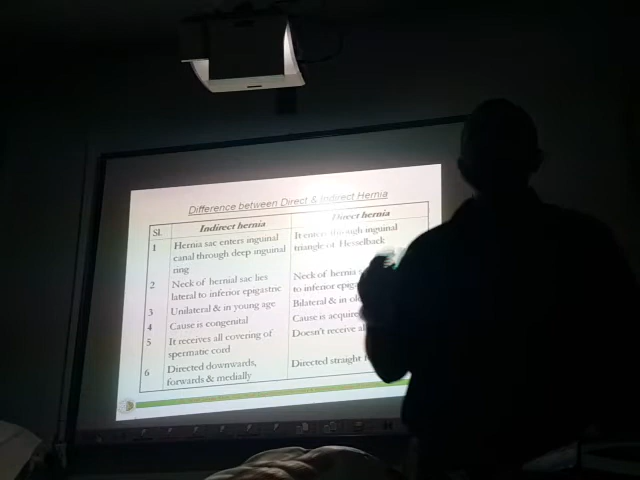 Difference between Direct & Indirect Hernia
Sl. Indirect hernia Direct hernia
1 Hernia sac enters inguinal It enters through inguinal
canal through deep inguinal triangle of Hesselback
ring
2 Neck of hernial sac lies Neck of hernia
lateral to inferior epigastric to inferior
3 Unilateral & in young age Bilateral & in
4 Cause is congenital Cause is
5 It receives all covering of Doesn't receive
spermatic cord
6 Directed downwards, Directed straight
forwards & medially